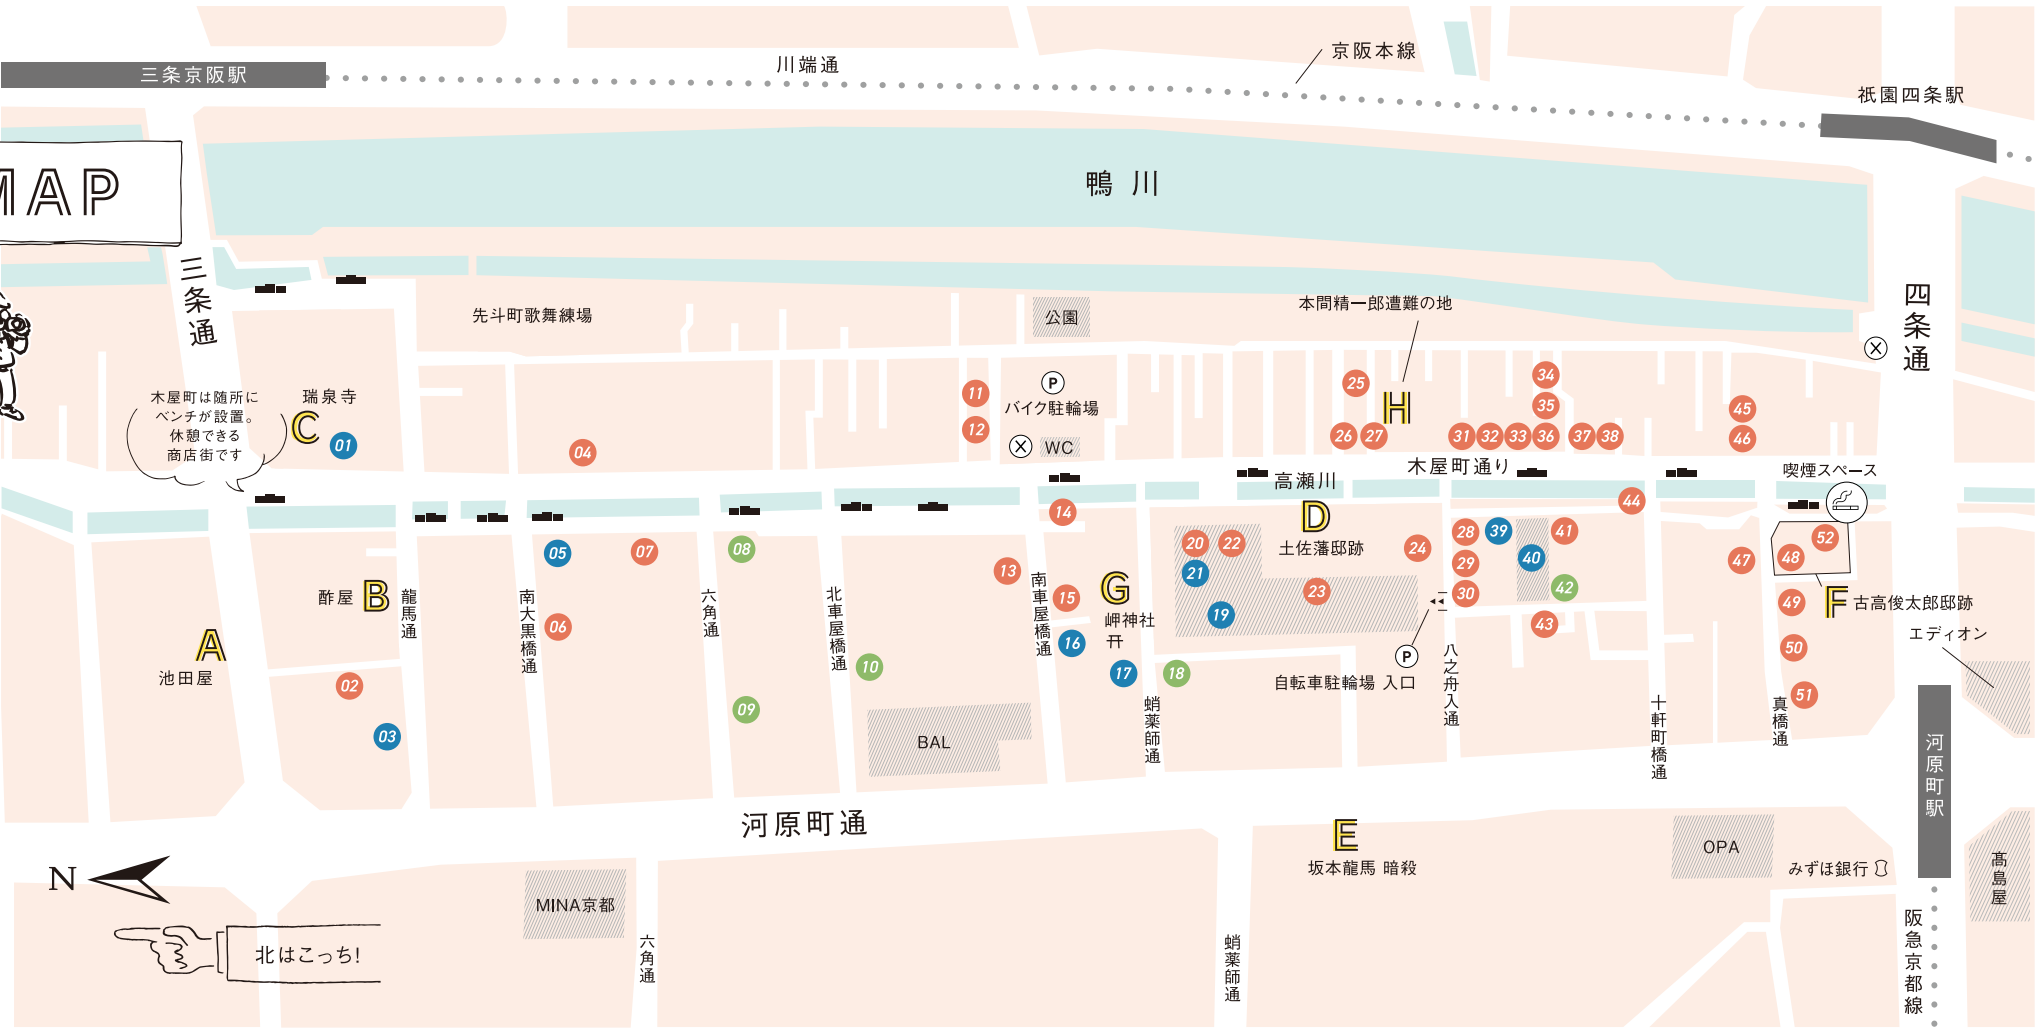 三条京阪駅
川端通
京阪本線
祇園四条駅
MAP
鴨川
三条通
四条通
先斗町歌舞練場
公園
本間精一郎遭難の地
木屋町は随所に
ベンチが設置。
休憩できる
商店街です
瑞泉寺
C
01
04
11
12
P
バイク駐輪場
WC
25
H
26
27
31
32
33
34
35
36
37
38
45
46
木屋町通り
高瀬川
喫煙スペース
A
池田屋
酢屋
B
02
03
龍馬通
南大黒橋通
05
06
07
六角通
08
09
北車屋橋通
10
BAL
13
南車屋橋通
14
15
16
G
岬神社
17
18
蛸薬師通
20
21
22
19
23
D
土佐藩邸跡
24
P
自転車駐輪場 入口
八之舟入通
28
29
30
39
40
41
42
43
44
十軒町橋通
47
真橋通
48
52
49
50
51
F
古高俊太郎邸跡
エディオン
河原町駅
河原町通
E
坂本龍馬 暗殺
OPA
みずほ銀行
髙島屋
阪急京都線
MINA京都
六角通
蛸薬師通
N
北はこっち!